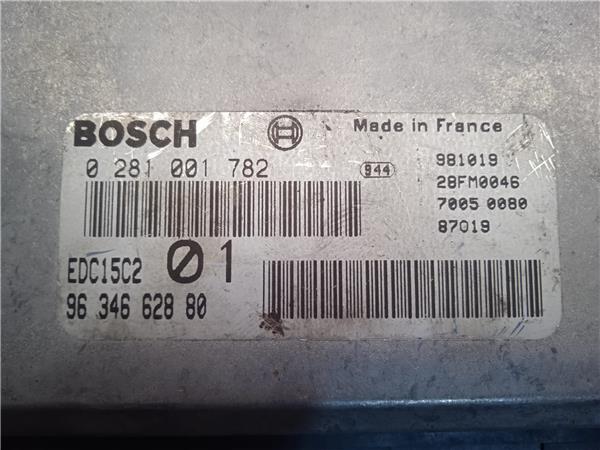 BOSCH
Made in France
0 281 001 782
944
981019
28FM0046
7005 0080
87019
EDC15C2 01
96 346 628 80